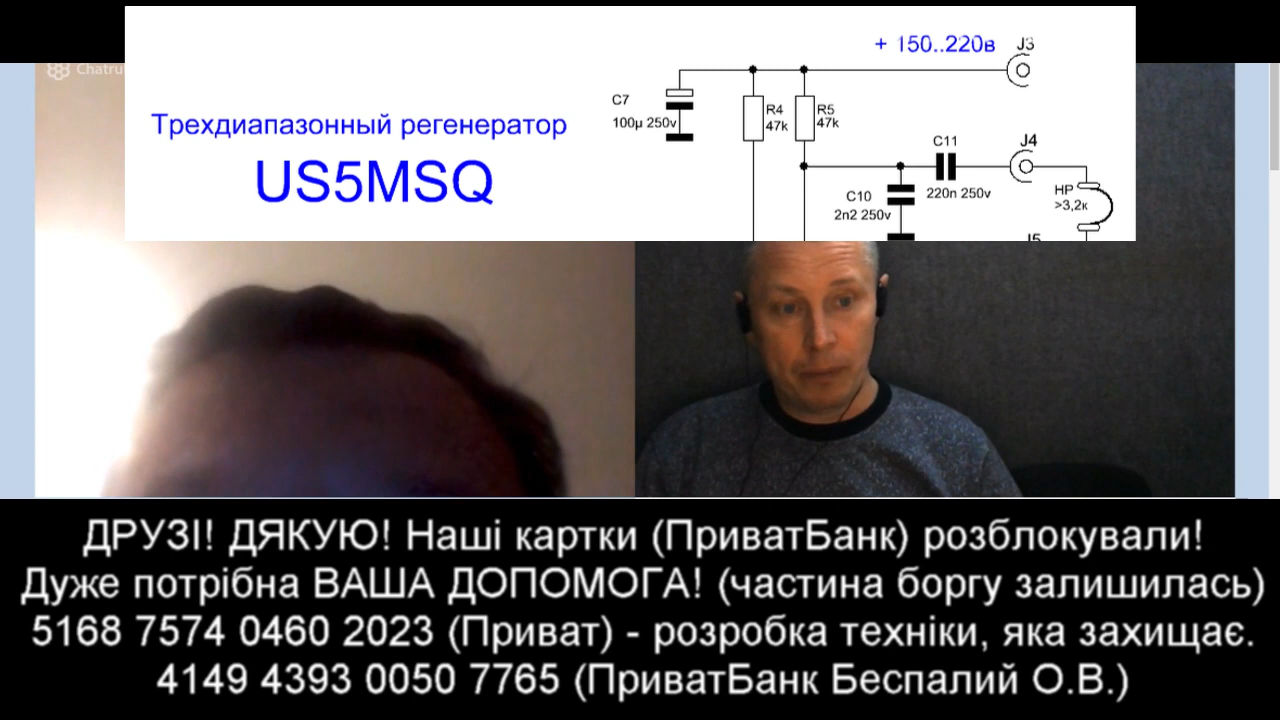 + 150..220в J3
C7
100µ 250v
R4
47k
R5
47k
Трехдиапазонный регенератор
US5MSQ
C11
J4
220n 250v
C10
2n2 250v
HP
>3,2к
J5
Chatru
ДРУЗІ! ДЯКУЮ! Наші картки (ПриватБанк) розблокували!
Дуже потрібна ВАША ДОПОМОГА! (частина боргу залишилась)
5168 7574 0460 2023 (Приват) - розробка техніки, яка захищає.
4149 4393 0050 7765 (ПриватБанк Беспалий О.В.)